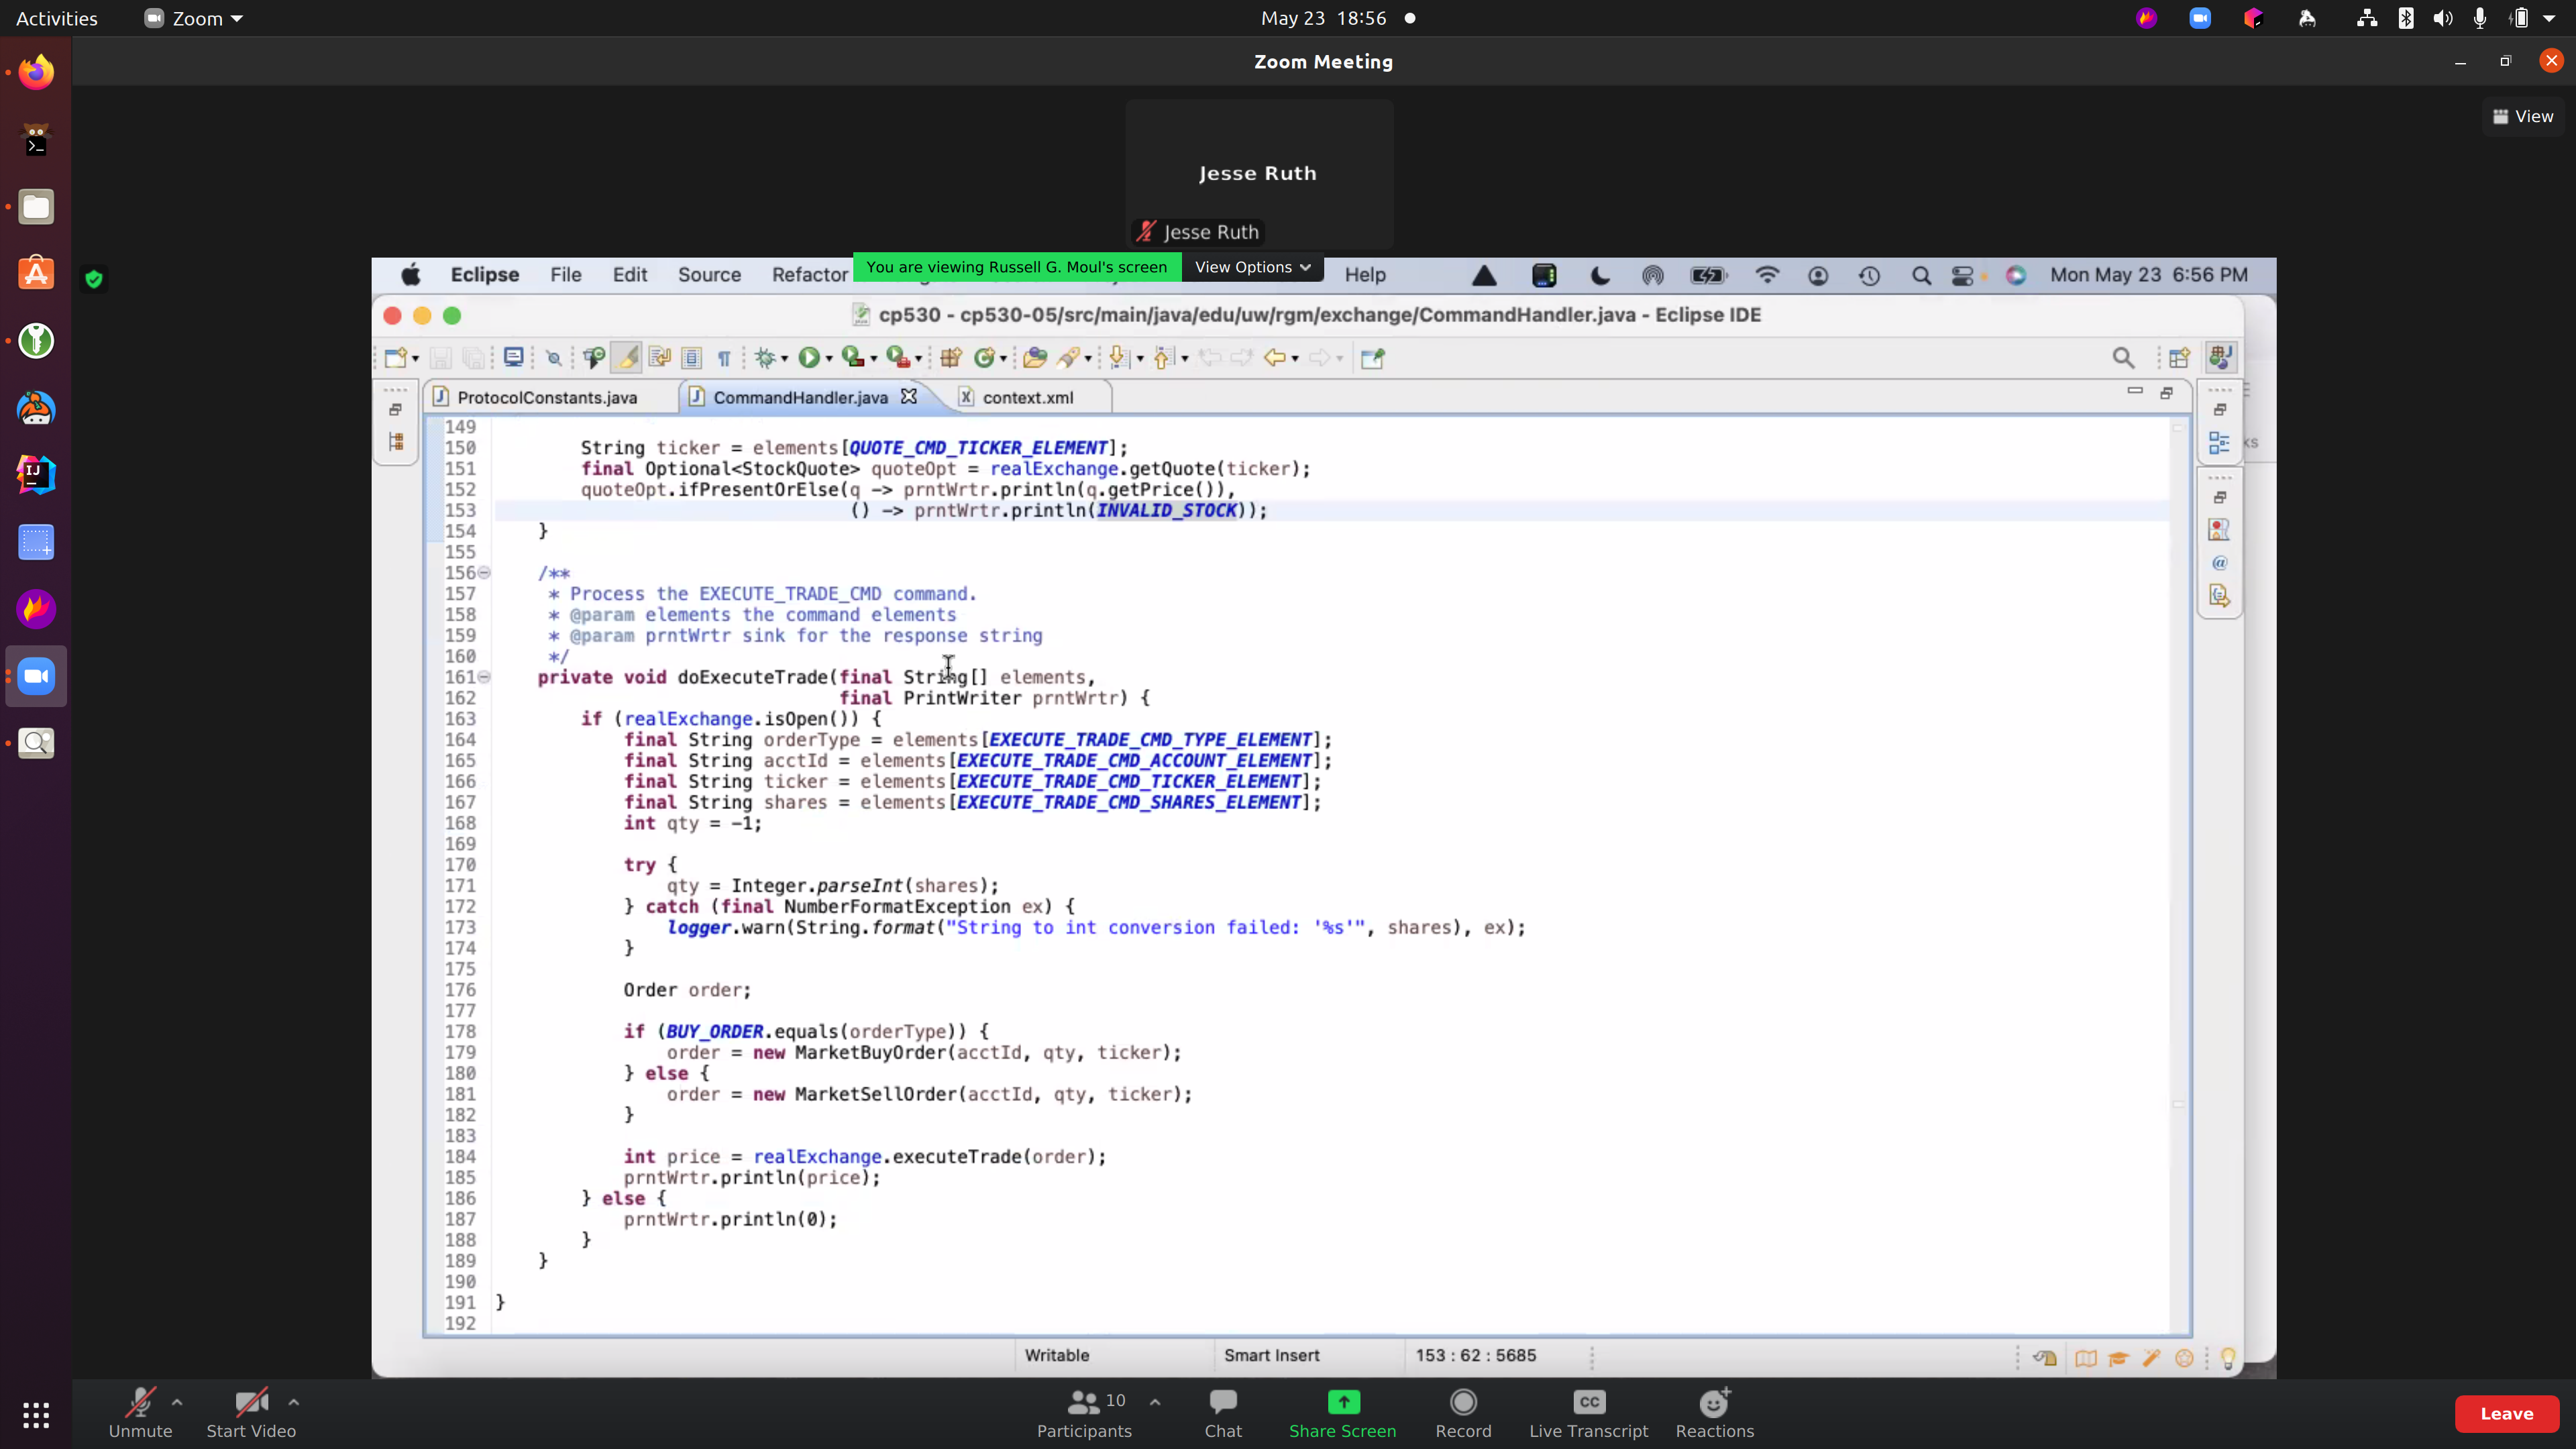 Activities
Zoom
May 23 18:56
Zoom Meeting
View
Jesse Ruth
Jesse Ruth
Eclipse File Edit Source Refactor
You are viewing Russell G. Moul's screen
View Options
Help
Mon May 23 6:56 PM
cp530 - cp530-05/src/main/java/edu/uw/rgm/exchange/CommandHandler.java - Eclipse IDE
ProtocolConstants.java
CommandHandler.java
context.xml
149
150 String ticker = elements[QUOTE_CMD_TICKER_ELEMENT];
151 final Optional<StockQuote> quoteOpt = realExchange.getQuote(ticker);
152 quoteOpt.ifPresentOrElse(q -> prntWrtr.println(q.getPrice()),
153 () -> prntWrtr.println(INVALID_STOCK));
154 }
155
156 /**
157 * Process the EXECUTE_TRADE_CMD command.
158 * @param elements the command elements
159 * @param prntWrtr sink for the response string
160 */
161 private void doExecuteTrade(final String[] elements,
162 final PrintWriter prntWrtr) {
163 if (realExchange.isOpen()) {
164 final String orderType = elements[EXECUTE_TRADE_CMD_TYPE_ELEMENT];
165 final String acctId = elements[EXECUTE_TRADE_CMD_ACCOUNT_ELEMENT];
166 final String ticker = elements[EXECUTE_TRADE_CMD_TICKER_ELEMENT];
167 final String shares = elements[EXECUTE_TRADE_CMD_SHARES_ELEMENT];
168 int qty = -1;
169
170 try {
171 qty = Integer.parseInt(shares);
172 } catch (final NumberFormatException ex) {
173 logger.warn(String.format("String to int conversion failed: '%s'", shares), ex);
174 }
175
176 Order order;
177
178 if (BUY_ORDER.equals(orderType)) {
179 order = new MarketBuyOrder(acctId, qty, ticker);
180 } else {
181 order = new MarketSellOrder(acctId, qty, ticker);
182 }
183
184 int price = realExchange.executeTrade(order);
185 prntWrtr.println(price);
186 } else {
187 prntWrtr.println(0);
188 }
189 }
190
191 }
192
Writable
Smart Insert
153 : 62 : 5685
Unmute
Start Video
Participants 10
Chat
Share Screen
Record
Live Transcript
Reactions
Leave